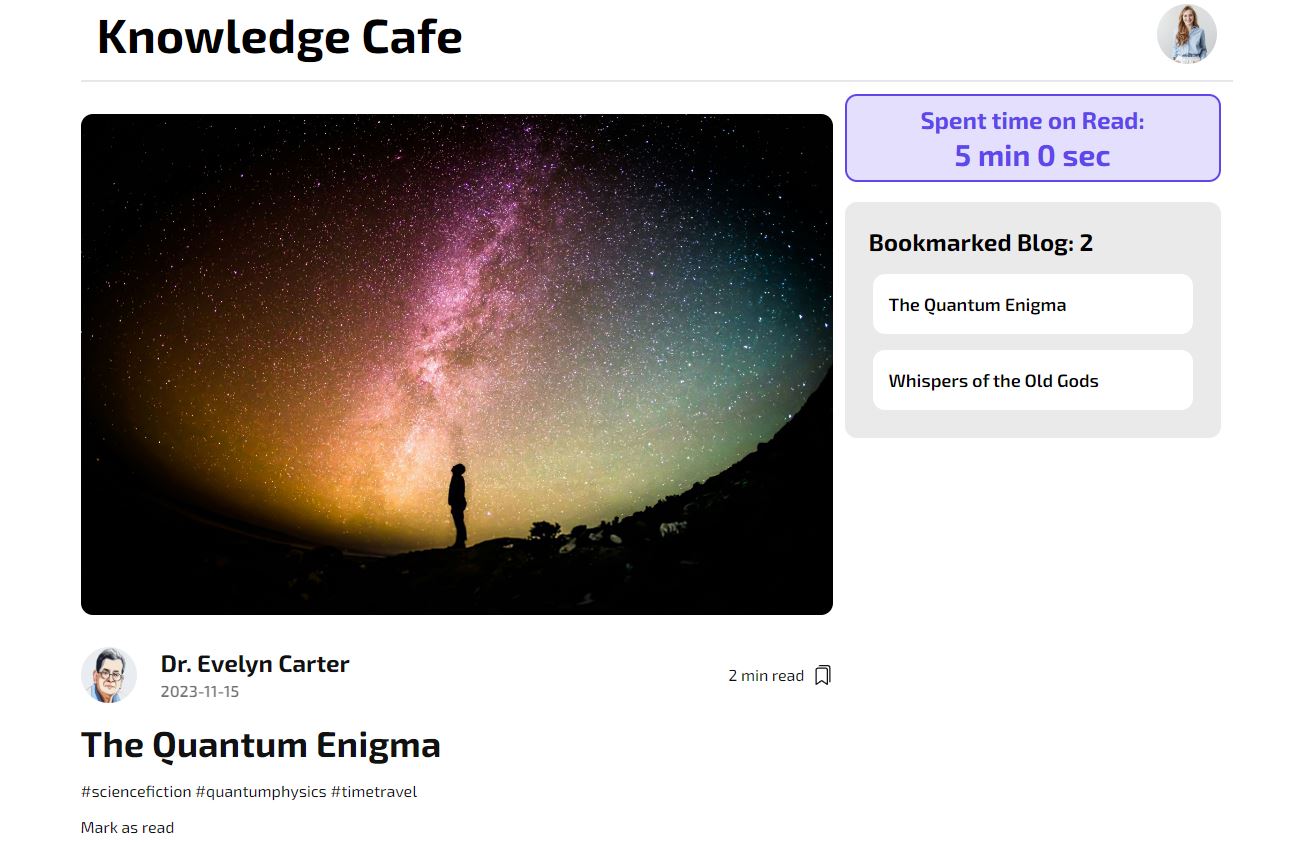 Knowledge Cafe
Spent time on Read:
5 min 0 sec
Bookmarked Blog: 2
The Quantum Enigma
Whispers of the Old Gods
Dr. Evelyn Carter
2023-11-15
2 min read
The Quantum Enigma
#sciencefiction #quantumphysics #timetravel
Mark as read